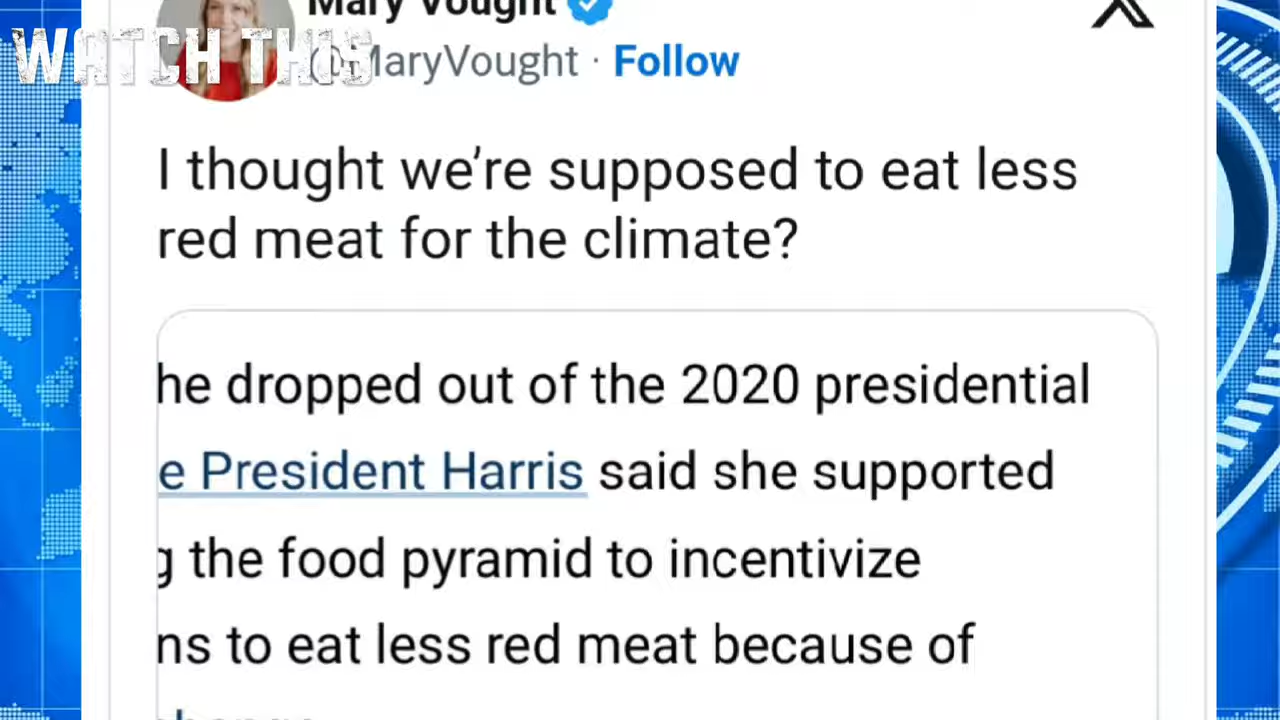 Mary Vought
WATCH THIS
@MaryVought · Follow
I thought we're supposed to eat less
red meat for the climate?
he dropped out of the 2020 presidential
e President Harris said she supported
g the food pyramid to incentivize
ns to eat less red meat because of